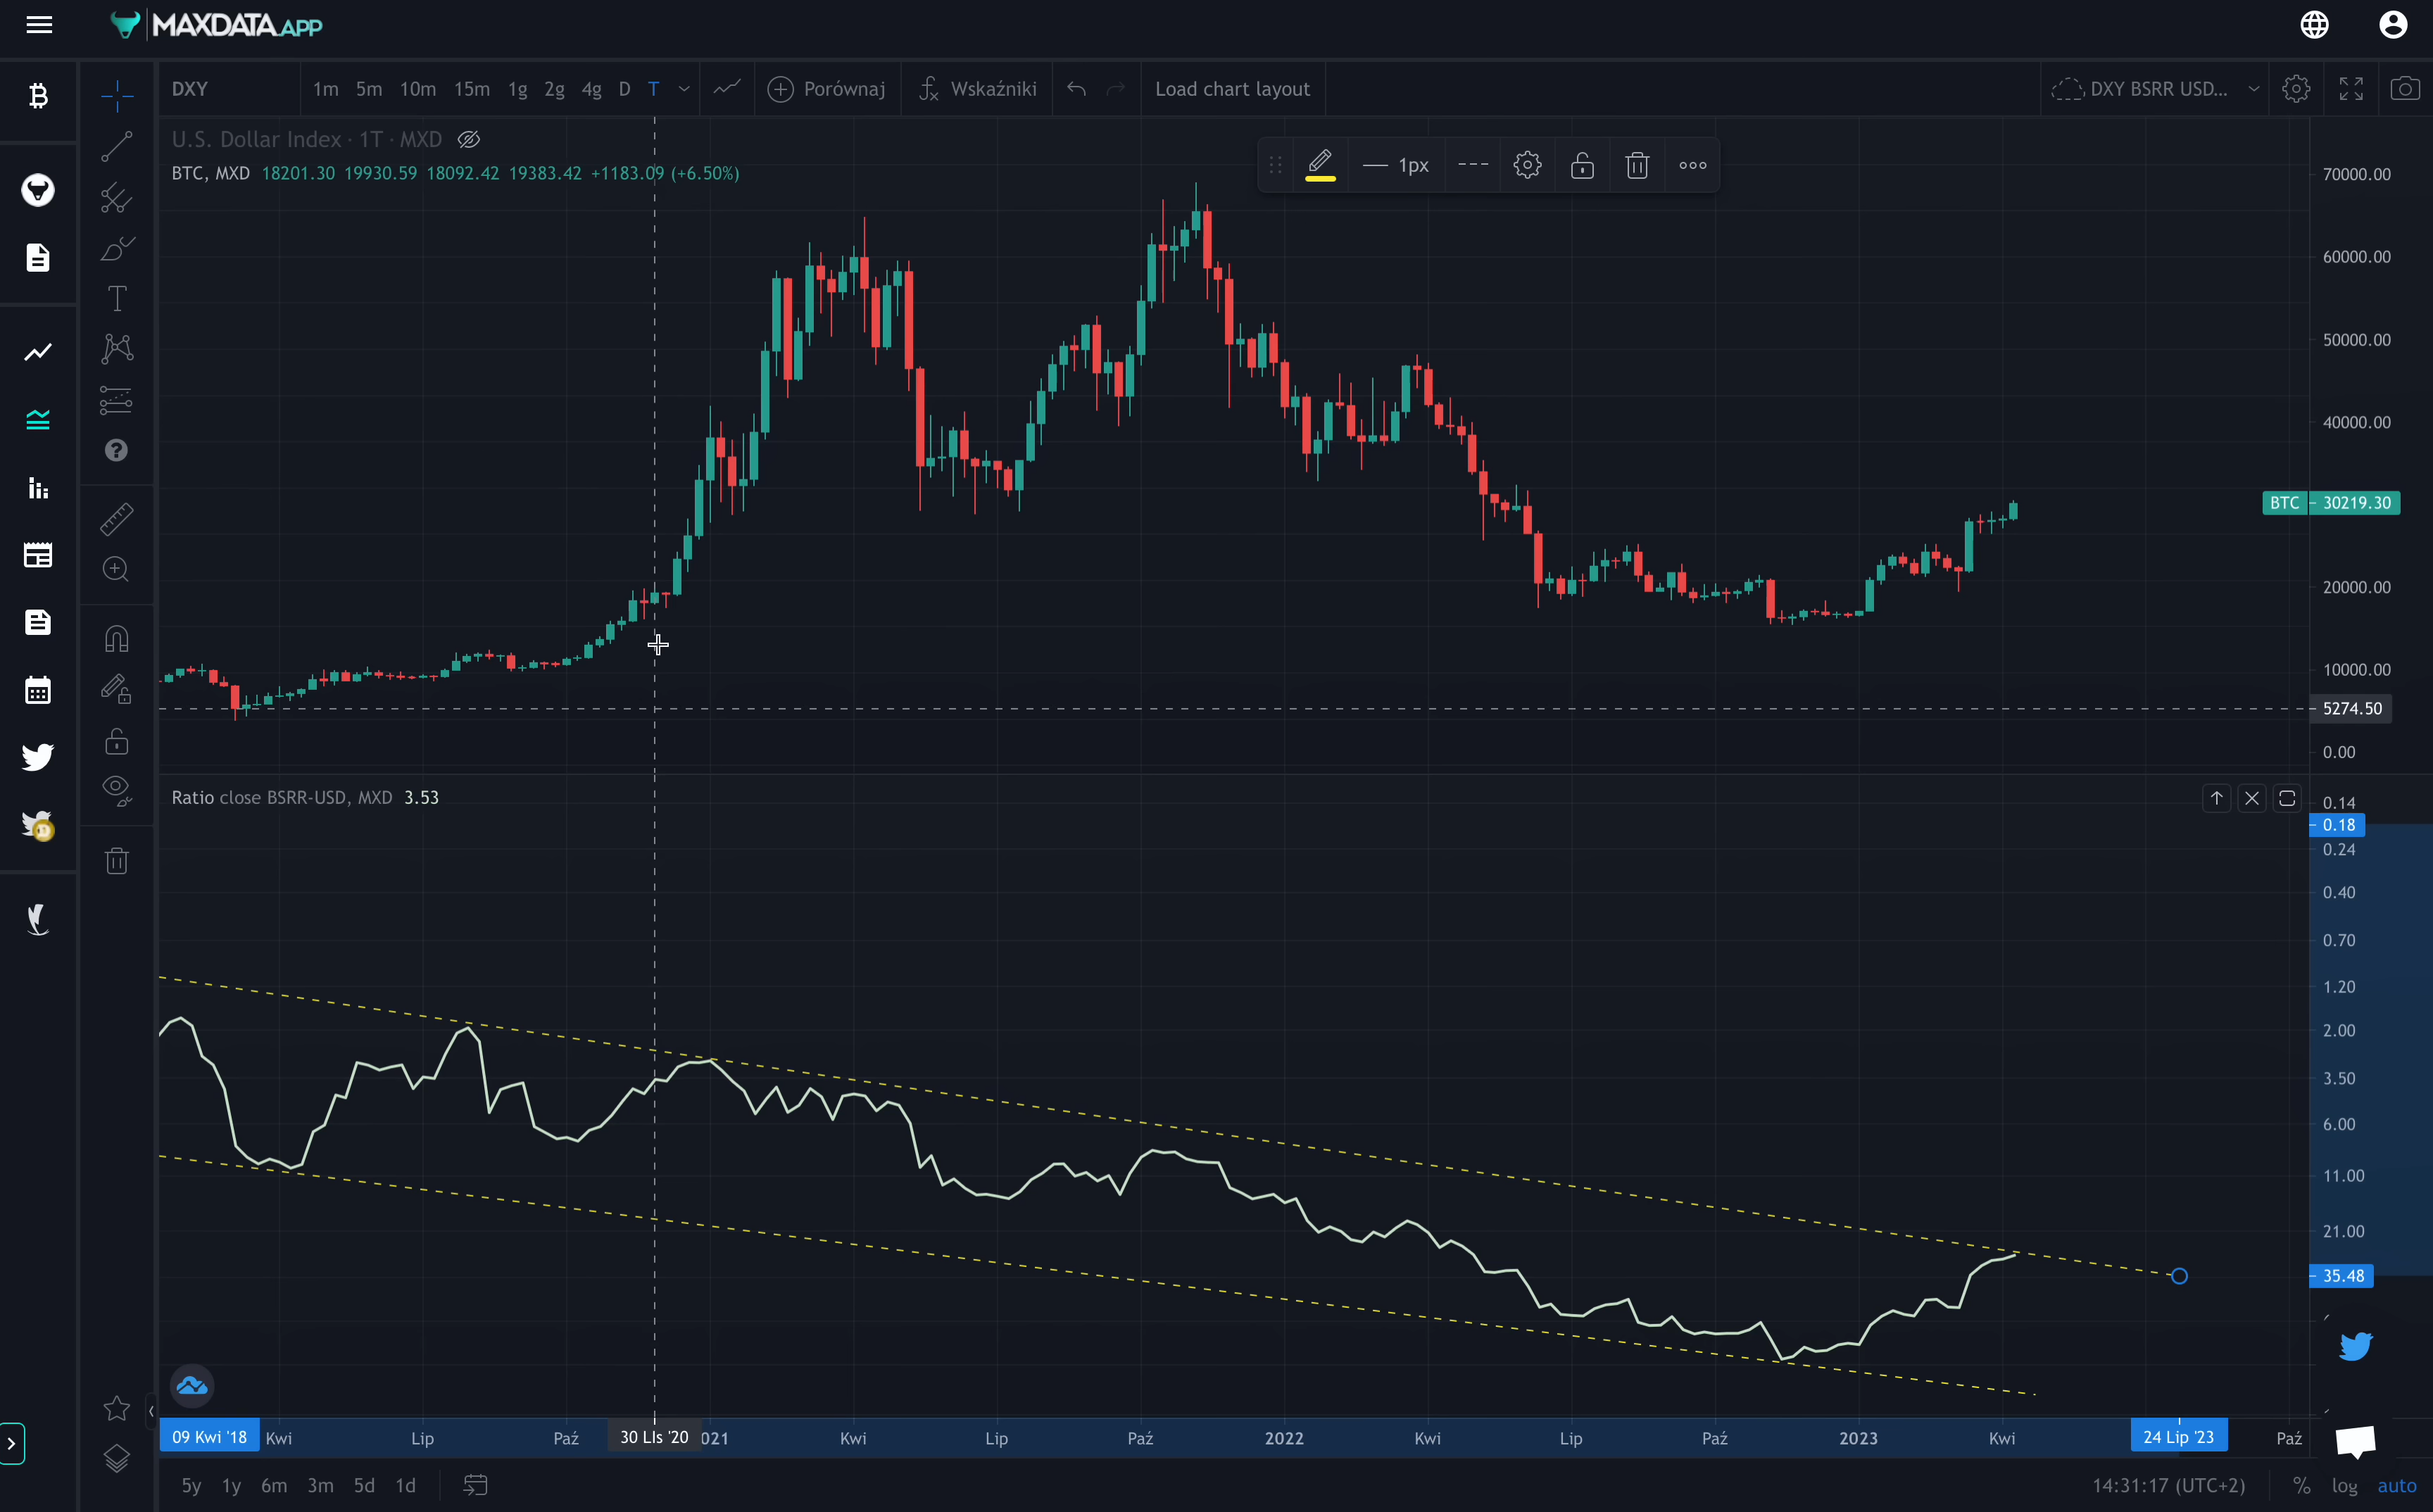 MAXDATA.APP
DXY 1m 5m 10m 15m 1g 2g 4g D T Porównaj Wskaźniki Load chart layout DXY BSRR USD...
U.S. Dollar Index · 1T · MXD
BTC, MXD 18201.30 19930.59 18092.42 19383.42 +1183.09 (+6.50%)
1px
70000.00
60000.00
50000.00
40000.00
BTC 30219.30
20000.00
10000.00
5274.50
0.00
Ratio close BSRR-USD, MXD 3.53
0.14
0.18
0.24
0.40
0.70
1.20
2.00
3.50
6.00
11.00
21.00
35.48
09 Kwi '18 Kwi Lip Paź 30 LIs '20 021 Kwi Lip Paź 2022 Kwi Lip Paź 2023 Kwi 24 Lip '23 Paź
5y 1y 6m 3m 5d 1d 14:31:17 (UTC+2) % log auto